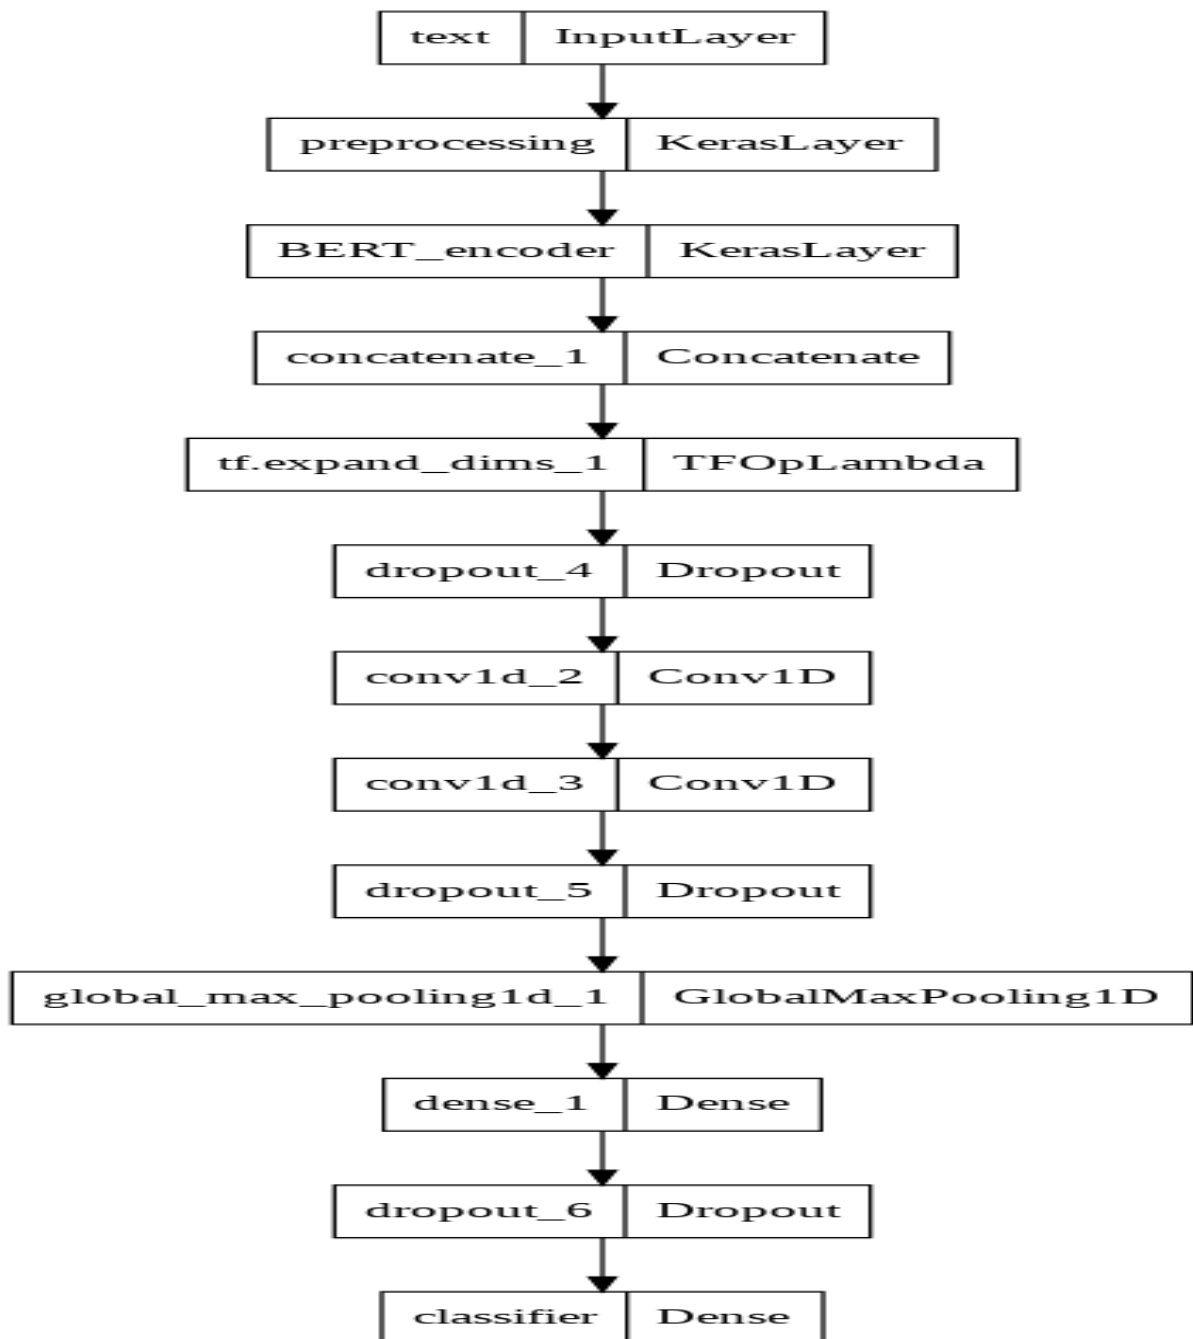 text InputLayer
preprocessing KerasLayer
BERT_encoder KerasLayer
concatenate_1 Concatenate
tf.expand_dims_1 TFOpLambda
dropout_4 Dropout
conv1d_2 Conv1D
conv1d_3 Conv1D
dropout_5 Dropout
global_max_pooling1d_1 GlobalMaxPooling1D
dense_1 Dense
dropout_6 Dropout
classifier Dense